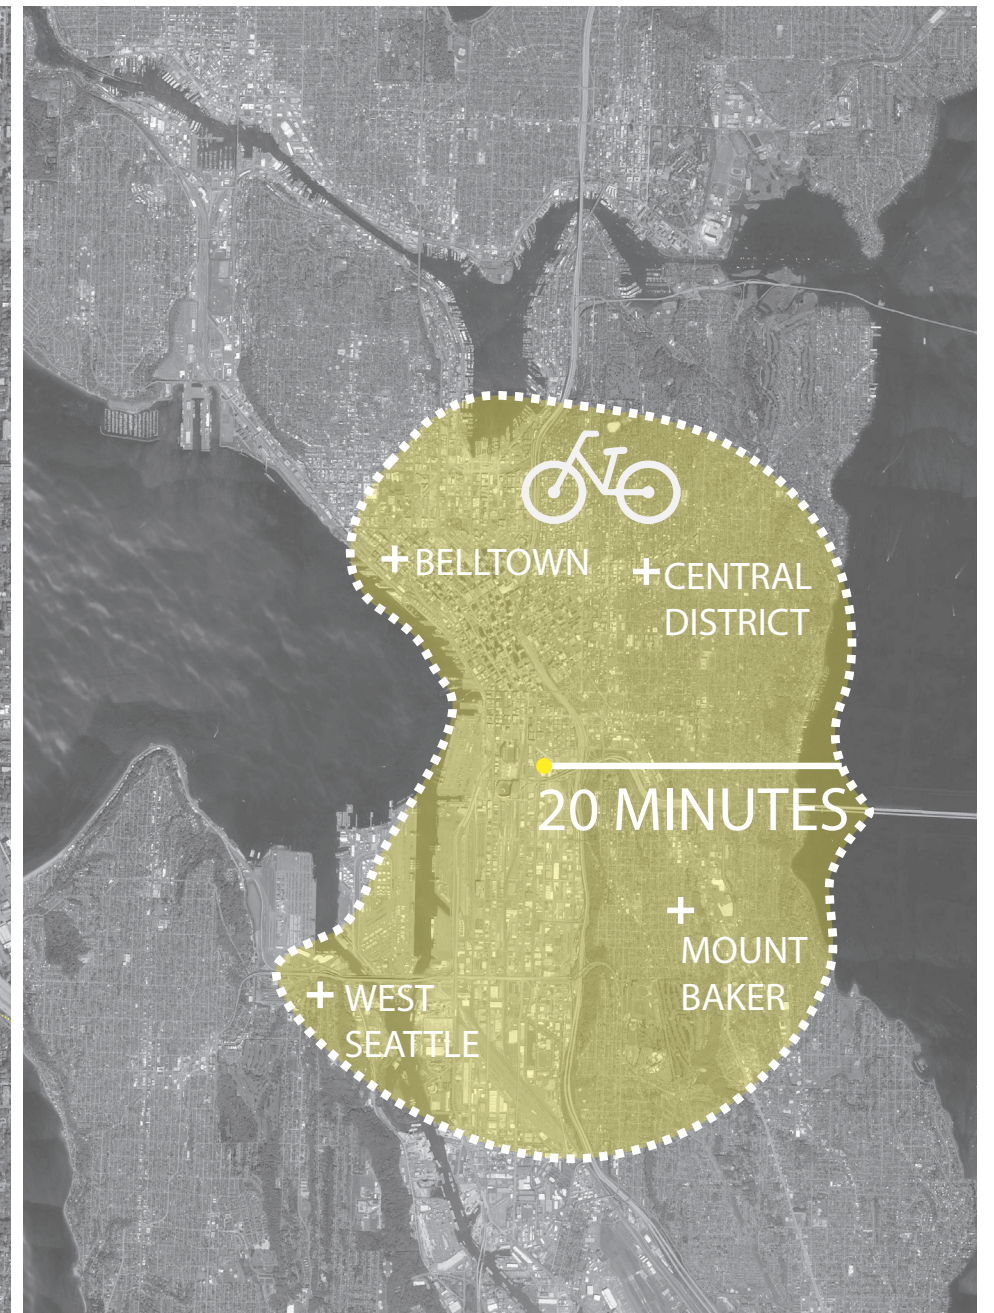 BELLTOWN
CENTRAL
DISTRICT
20 MINUTES
MOUNT
BAKER
WEST
SEATTLE